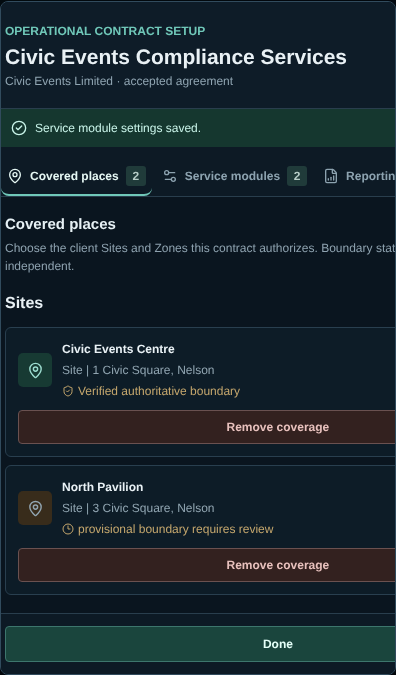 OPERATIONAL CONTRACT SETUP
Civic Events Compliance Services
Civic Events Limited · accepted agreement
Service module settings saved.
Covered places 2 Service modules 2 Reportin
Covered places
Choose the client Sites and Zones this contract authorizes. Boundary stat
independent.
Sites
Civic Events Centre
Site | 1 Civic Square, Nelson
Verified authoritative boundary
Remove coverage
North Pavilion
Site | 3 Civic Square, Nelson
provisional boundary requires review
Remove coverage
Done